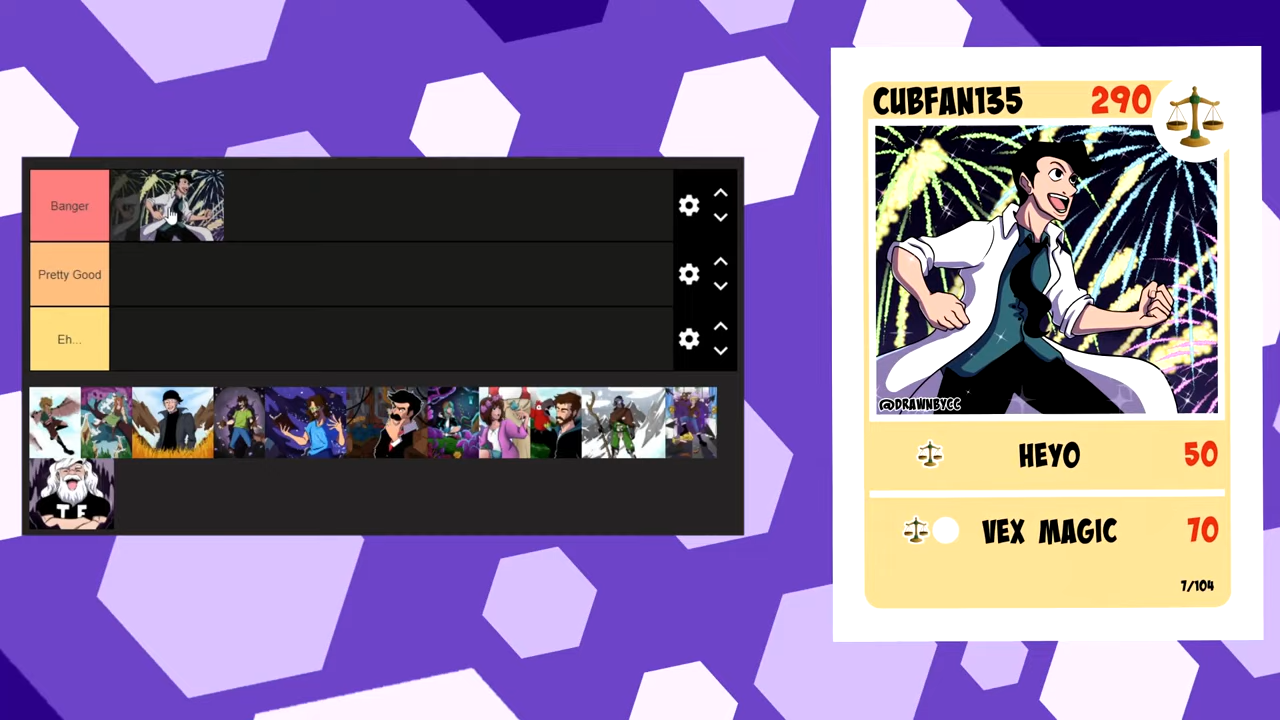 Banger
Pretty Good
Eh...
T F
CUBFAN135 290
@DRAWNBYCC
HEYO 50
VEX MAGIC 70
7/104